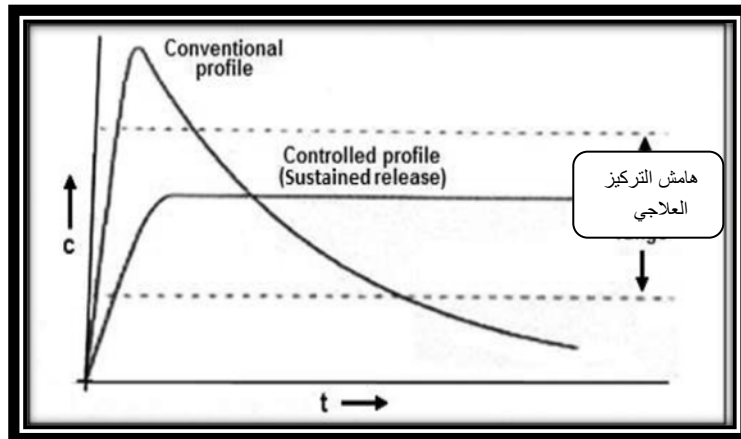 Conventional
profile
Controlled profile
(Sustained release)
هامش التركيز
العلاجي
c
t